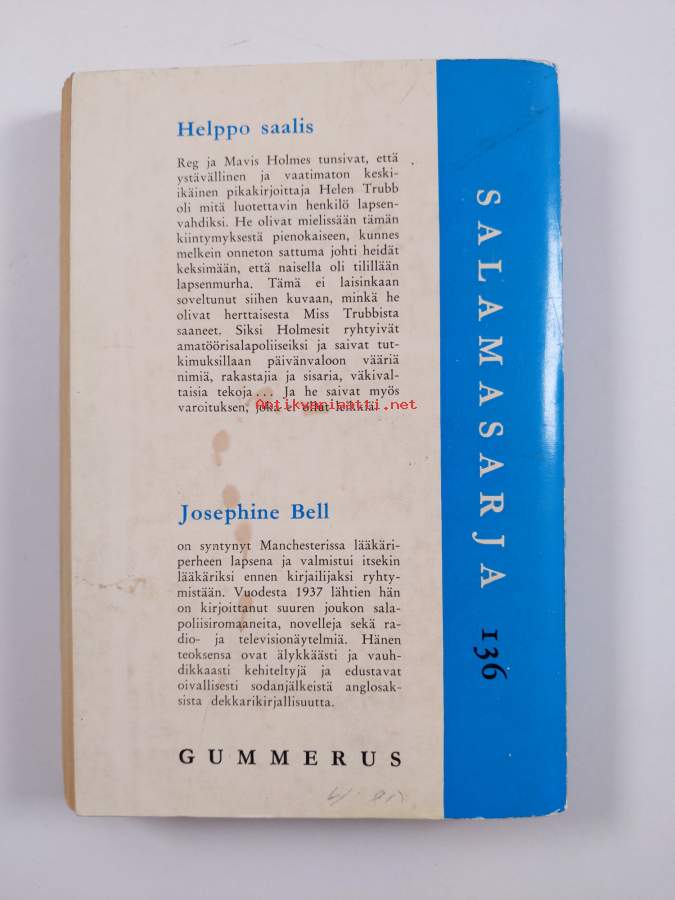 Helppo saalis
Reg ja Mavis Holmes tunsivat, että
ystävällinen ja vaatimaton keski-
ikäinen pikakirjoittaja Helen Trubb
oli mitä luotettavin henkilö lapsen-
vahdiksi. He olivat mielissään tämän
kiintymyksestä pienokaiseen, kunnes
melkein onneton sattuma johti heidät
keksimään, että naisella oli tilillään
lapsenmurha. Tämä ei laisinkaan
soveltunut siihen kuvaan, minkä he
olivat herttaisesta Miss Trubbista
saaneet. Siksi Holmesit ryhtyivät
amatöörisalapoliiseiksi ja saivat tut-
kimuksillaan päivänvaloon vääriä
nimiä, rakastajia ja sisaria, väkival-
taisia tekoja... Ja he saivat myös
varoituksen, joka ei ollut leikkiä.
Antikvariaatti.net
Josephine Bell
on syntynyt Manchesterissa lääkäri-
perheen lapsena ja valmistui itsekin
lääkäriksi ennen kirjailijaksi ryhty-
mistään. Vuodesta 1937 lähtien hän
on kirjoittanut suuren joukon sala-
poliisiromaaneita, novelleja sekä ra-
dio- ja televisionäytelmiä. Hänen
teoksensa ovat älykkäästi ja vauh-
dikkaasti kehiteltyjä ja edustavat
oivallisesti sodanjälkeistä anglosak-
sista dekkarikirjallisuutta.
GUMMERUS
SALAMASARJA 136